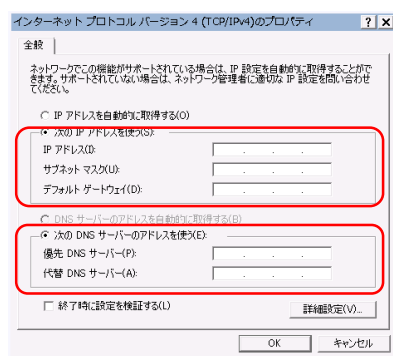 インターネット プロトコル バージョン 4 (TCP/IPv4)のプロパティ
全般
ネットワークでこの機能がサポートされている場合は、IP 設定を自動的に取得することがで
きます。サポートされていない場合は、ネットワーク管理者に適切な IP 設定を問い合わせ
てください。
IP アドレスを自動的に取得する(O)
次の IP アドレスを使う(S):
IP アドレス(I):
サブネット マスク(U):
デフォルト ゲートウェイ(D):
DNS サーバーのアドレスを自動的に取得する(B)
次の DNS サーバーのアドレスを使う(E):
優先 DNS サーバー(P):
代替 DNS サーバー(A):
終了時に設定を検証する(L)
詳細設定(V)...
OK キャンセル